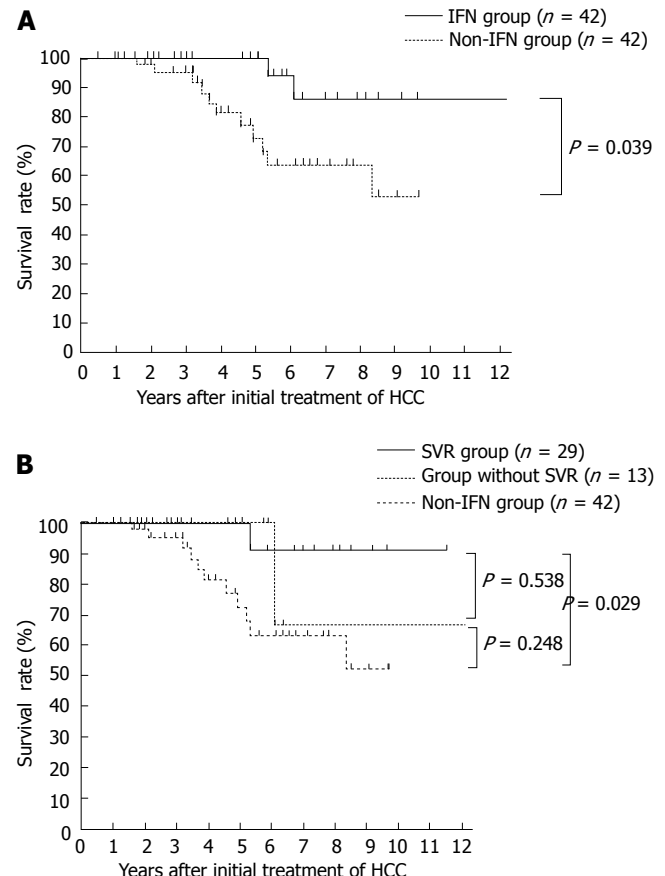 A
IFN group (n = 42)
Non-IFN group (n = 42)
100
90
80
70
60
50
40
30
20
10
0
Survival rate (%)
P = 0.039
0 1 2 3 4 5 6 7 8 9 10 11 12
Years after initial treatment of HCC
B
SVR group (n = 29)
Group without SVR (n = 13)
Non-IFN group (n = 42)
100
90
80
70
60
50
40
30
20
10
0
Survival rate (%)
P = 0.538
P = 0.029
P = 0.248
0 1 2 3 4 5 6 7 8 9 10 11 12
Years after initial treatment of HCC